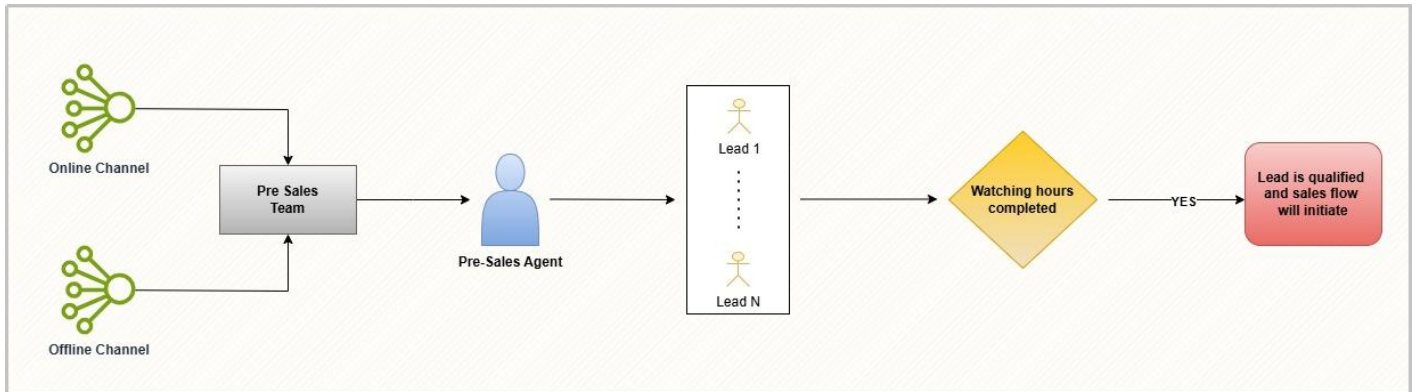 Online Channel
Pre Sales
Team
Offline Channel
Pre-Sales Agent
Lead 1
Lead N
Watching hours
completed
YES
Lead is qualified
and sales flow
will initiate